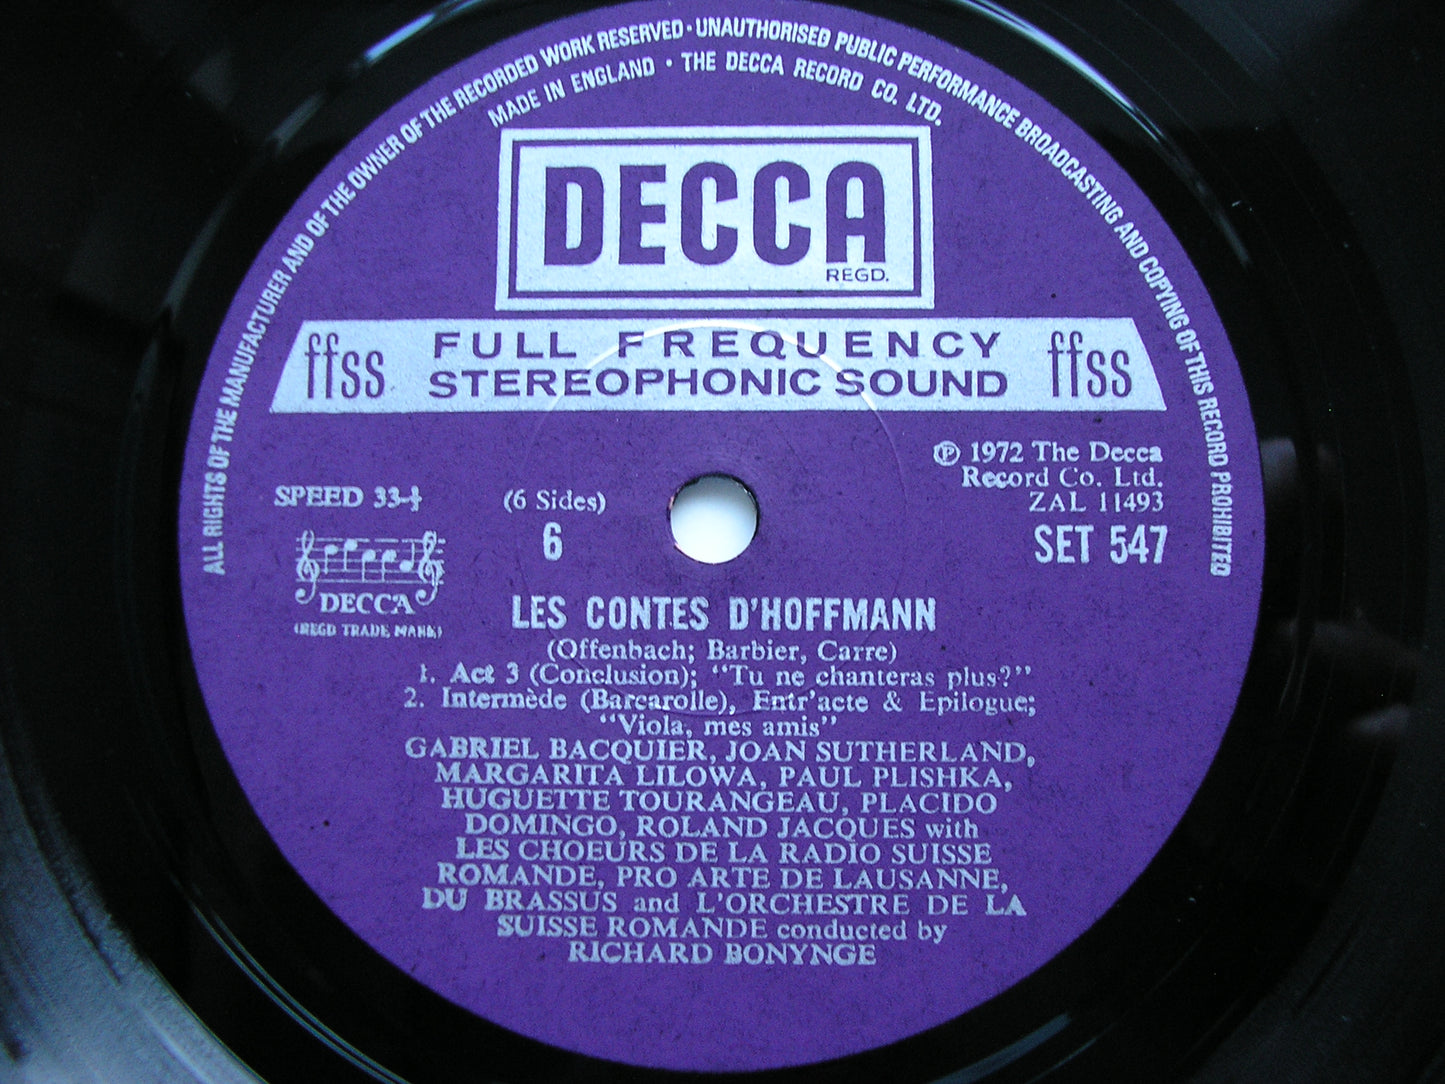 ALL RIGHTS OF THE MANUFACTURER AND OF THE OWNER OF THE RECORDED WORK RESERVED · UNAUTHORISED PUBLIC PERFORMANCE BROADCASTING AND COPYING OF THIS RECORD PROHIBITED
MADE IN ENGLAND · THE DECCA RECORD CO. LTD.
DECCA
REGD.
ffss FULL FREQUENCY ffss
STEREOPHONIC SOUND
℗ 1972 The Decca
Record Co. Ltd.
ZAL 11493
SET 547
SPEED 33⅓
(6 Sides)
6
DECCA
(REGD TRADE MARK)
LES CONTES D'HOFFMANN
(Offenbach; Barbier, Carre)
1. Act 3 (Conclusion); "Tu ne chanteras plus?"
2. Intermède (Barcarolle), Entr'acte & Epilogue;
"Viola, mes amis"
GABRIEL BACQUIER, JOAN SUTHERLAND,
MARGARITA LILOWA, PAUL PLISHKA,
HUGUETTE TOURANGEAU, PLACIDO
DOMINGO, ROLAND JACQUES with
LES CHOEURS DE LA RADIO SUISSE
ROMANDE, PRO ARTE DE LAUSANNE,
DU BRASSUS and L'ORCHESTRE DE LA
SUISSE ROMANDE conducted by
RICHARD BONYNGE